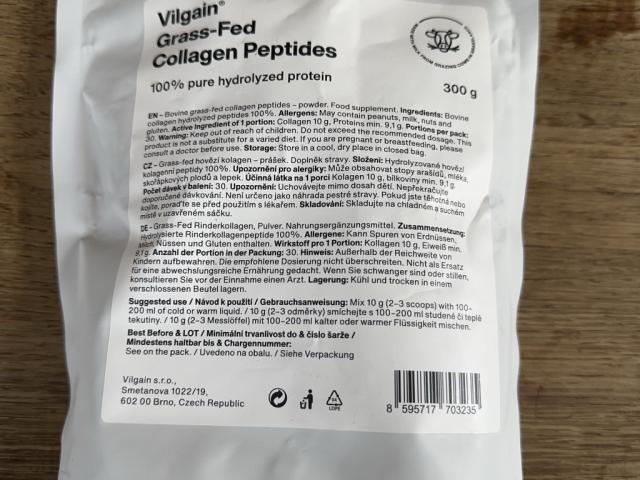 Vilgain®
Grass-Fed
Collagen Peptides
100% pure hydrolyzed protein
300 g
EN – Bovine grass-fed collagen peptides – powder. Food supplement. Ingredients: Bovine
collagen hydrolyzed peptides 100%. Allergens: May contain peanuts, milk, nuts and
gluten. Active Ingredient of 1 portion: Collagen 10 g, Proteins min. 9,1 g. Portions per pack:
30. Warning: Keep out of reach of children. Do not exceed the recommended dosage. This
product is not a substitute for a varied diet. If you are pregnant or breastfeeding, please
consult a doctor before use. Storage: Store in a cool, dry place in closed bag.
CZ – Grass-fed hovězí kolagen – prášek. Doplněk stravy. Složení: Hydrolyzované hovězí
kolagenní peptidy 100%. Upozornění pro alergiky: Může obsahovat stopy arašídů, mléka,
skořápkových plodů a lepek. Účinná látka na 1 porci Kolagen 10 g, bílkoviny min. 9,1 g.
Počet dávek v balení: 30. Upozornění: Uchovávejte mimo dosah dětí. Nepřekračujte
doporučené dávkování. Není určeno jako náhrada pestré stravy. Pokud jste těhotná nebo
kojíte, poraďte se před použitím s lékařem. Skladování: Skladujte na chladném a suchém
místě v uzavřeném sáčku.
DE – Grass-Fed Rinderkollagen, Pulver. Nahrungsergänzungsmittel. Zusammensetzung:
Hydrolysierte Rinderkollagenpeptide 100%. Allergene: Kann Spuren von Erdnüssen,
Milch, Nüssen und Gluten enthalten. Wirkstoff pro 1 Portion: Kollagen 10 g, Eiweiß min.
9,1 g. Anzahl der Portion in der Packung: 30. Hinweis: Außerhalb der Reichweite von
Kindern aufbewahren. Die empfohlene Dosierung nicht überschreiten. Nicht als Ersatz
für eine abwechslungsreiche Ernährung gedacht. Wenn Sie schwanger sind oder stillen,
konsultieren Sie vor der Einnahme einen Arzt. Lagerung: Kühl und trocken in einem
verschlossenen Beutel lagern.
Suggested use / Návod k použití / Gebrauchsanweisung: Mix 10 g (2–3 scoops) with 100–
200 ml of cold or warm liquid. / 10 g (2–3 odměrky) smíchejte s 100–200 ml studené či teplé
tekutiny. / 10 g (2–3 Messlöffel) mit 100–200 ml kalter oder warmer Flüssigkeit mischen.
Best Before & LOT / Minimální trvanlivost do & číslo šarže /
Mindestens haltbar bis & Chargennummer:
See on the pack. / Uvedeno na obalu. / Siehe Verpackung
Vilgain s.r.o.,
Smetanova 1022/19,
602 00 Brno, Czech Republic
04
LDPE
8 595717 703235